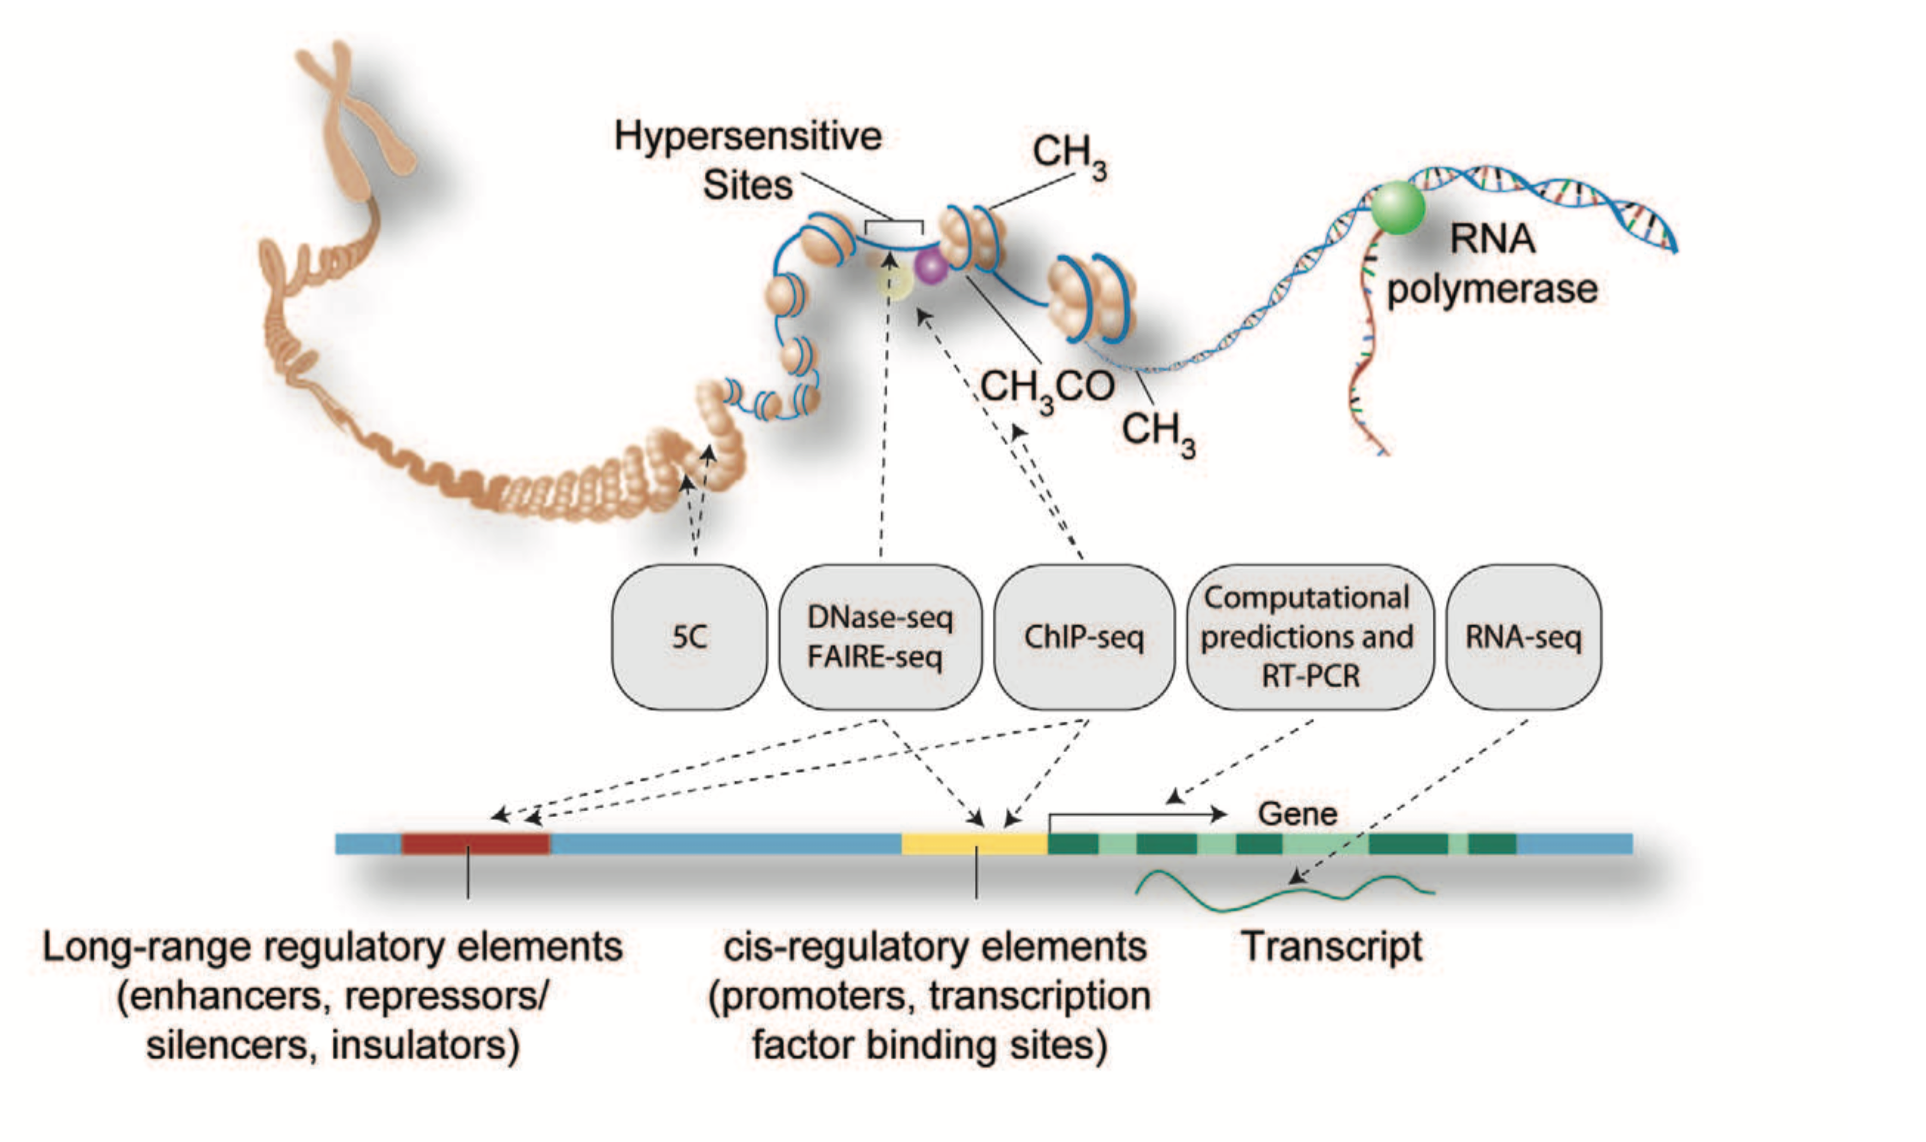 Hypersensitive
Sites
CH3
RNA
polymerase
CH3CO
CH3
5C
DNase-seq
FAIRE-seq
ChIP-seq
Computational
predictions and
RT-PCR
RNA-seq
Gene
Long-range regulatory elements
(enhancers, repressors/
silencers, insulators)
cis-regulatory elements
(promoters, transcription
factor binding sites)
Transcript